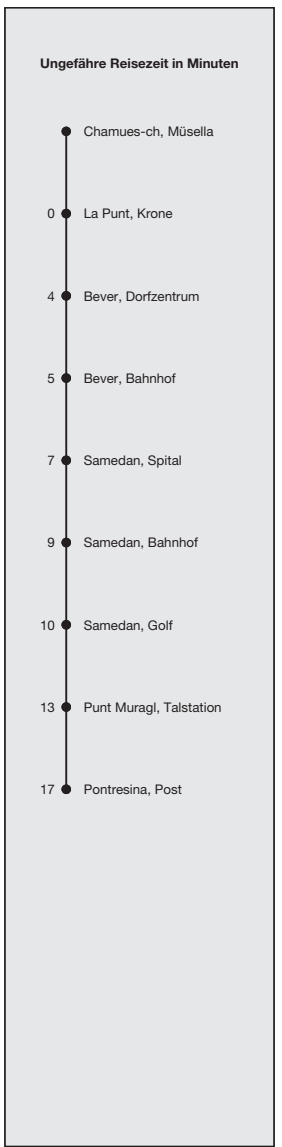 Ungefähre Reisezeit in Minuten
Chamues-ch, Müsella
0 La Punt, Krone
4 Bever, Dorfzentrum
5 Bever, Bahnhof
7 Samedan, Spital
9 Samedan, Bahnhof
10 Samedan, Golf
13 Punt Muragl, Talstation
17 Pontresina, Post